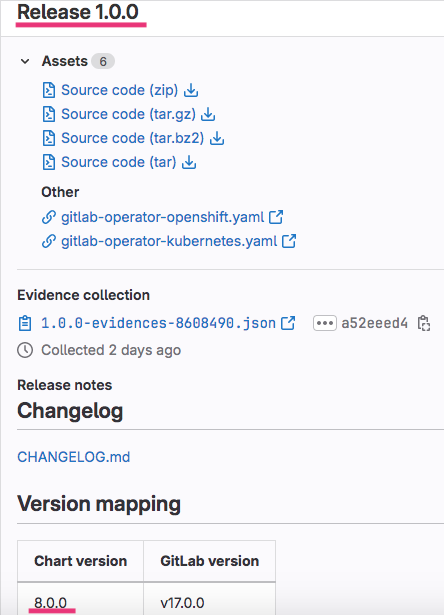 Release 1.0.0
Assets 6
Source code (zip)
Source code (tar.gz)
Source code (tar.bz2)
Source code (tar)
Other
gitlab-operator-openshift.yaml
gitlab-operator-kubernetes.yaml
Evidence collection
1.0.0-evidences-8608490.json ••• a52eeed4
Collected 2 days ago
Release notes
Changelog
CHANGELOG.md
Version mapping
Chart version GitLab version
8.0.0 v17.0.0